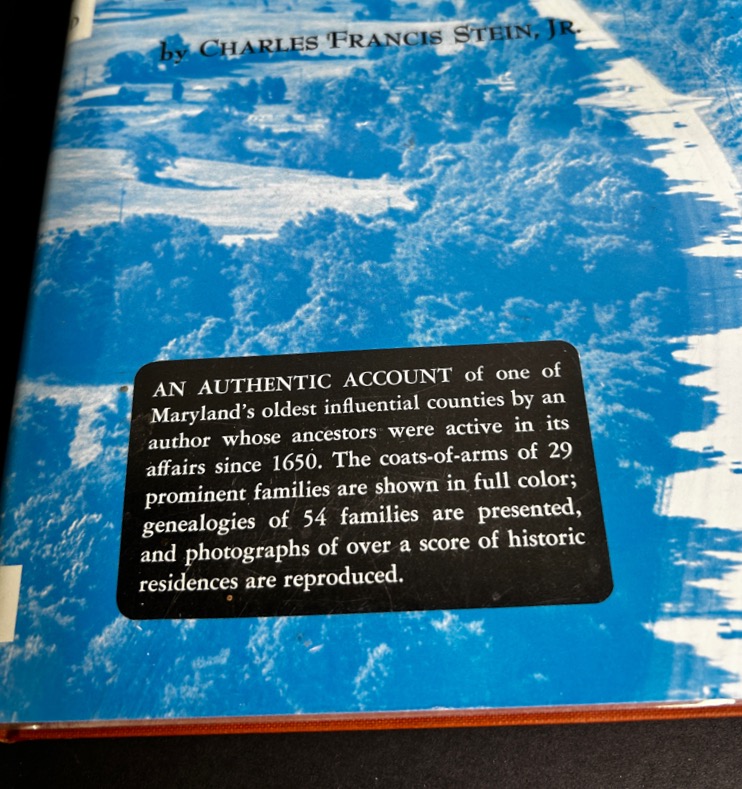 by CHARLES FRANCIS STEIN, JR.
AN AUTHENTIC ACCOUNT of one of
Maryland's oldest influential counties by an
author whose ancestors were active in its
affairs since 1650. The coats-of-arms of 29
prominent families are shown in full color;
genealogies of 54 families are presented,
and photographs of over a score of historic
residences are reproduced.